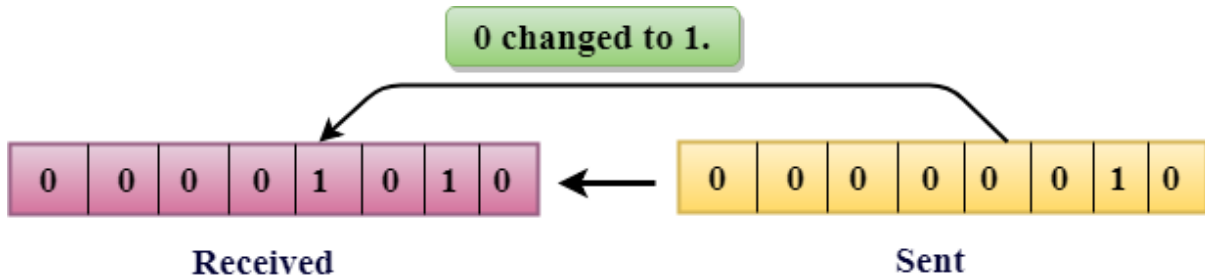 0 changed to 1.
0 0 0 0 1 0 1 0
0 0 0 0 0 0 1 0
Received
Sent